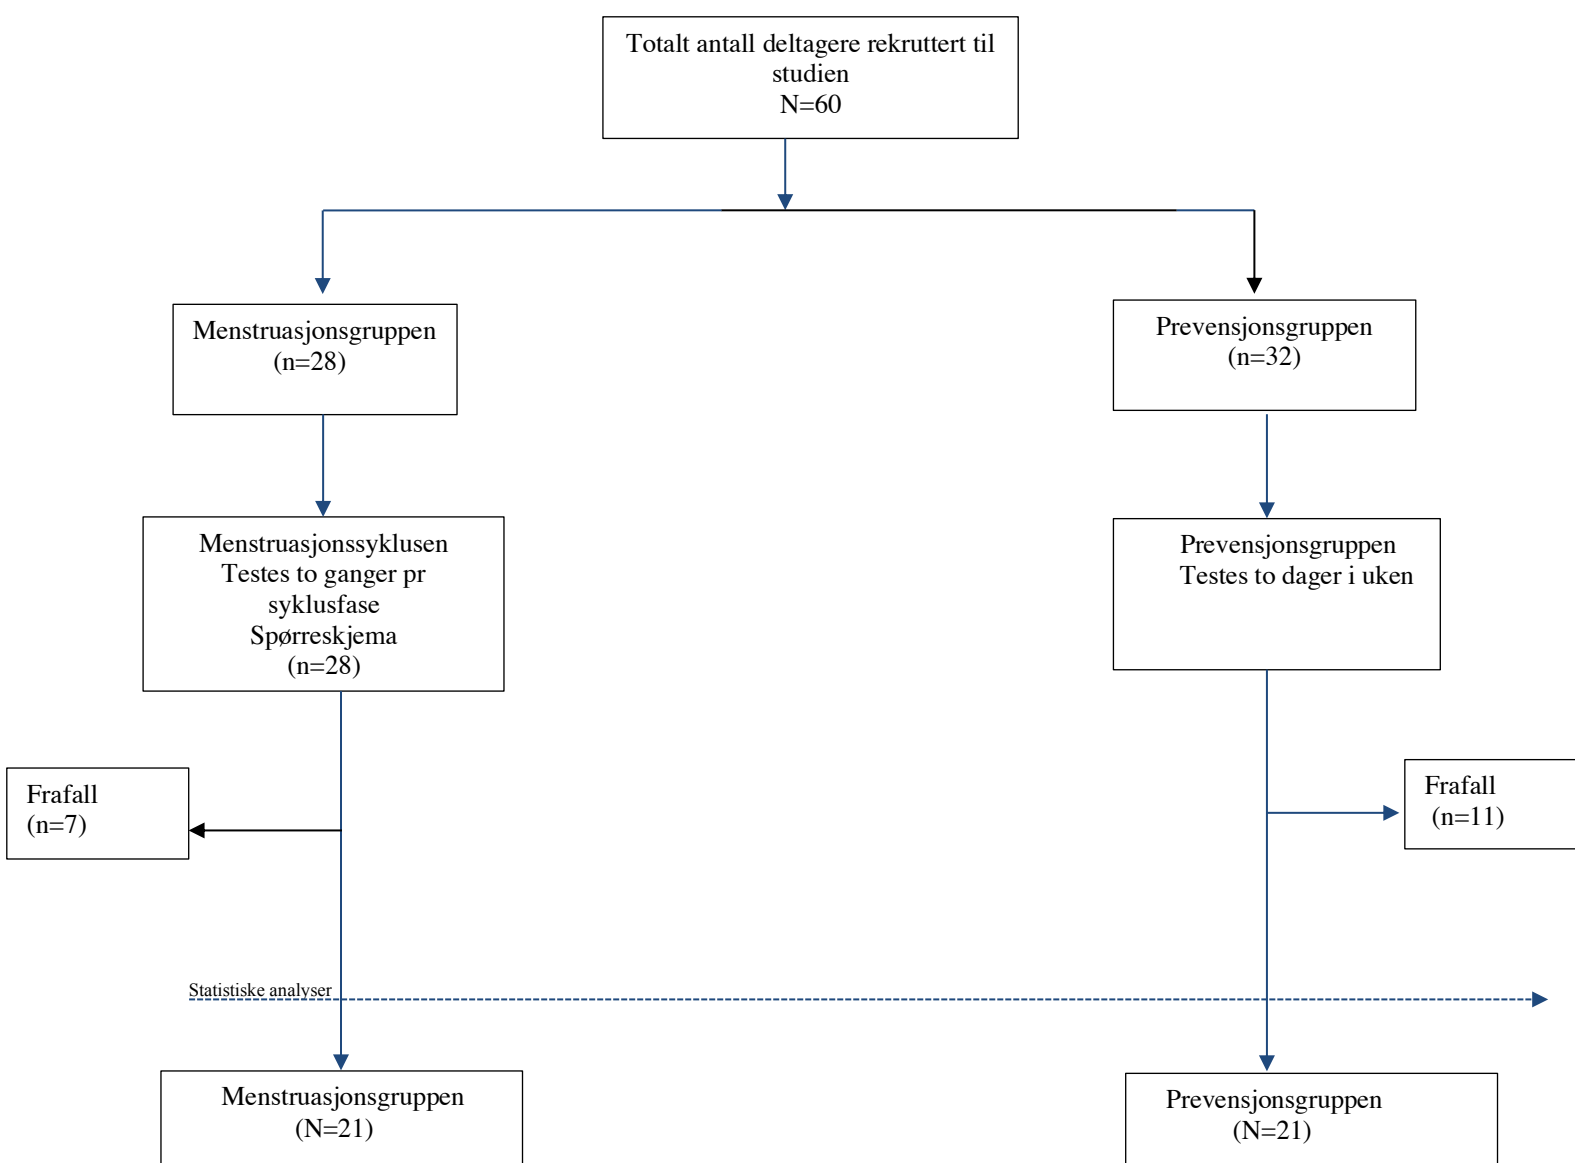 Totalt antall deltagere rekruttert til
studien
N=60
Menstruasjonsgruppen
(n=28)
Prevensjonsgruppen
(n=32)
Menstruasjonssyklusen
Testes to ganger pr
syklusfase
Spørreskjema
(n=28)
Prevensjonsgruppen
Testes to dager i uken
Frafall
(n=7)
Frafall
(n=11)
Statistiske analyser
Menstruasjonsgruppen
(N=21)
Prevensjonsgruppen
(N=21)